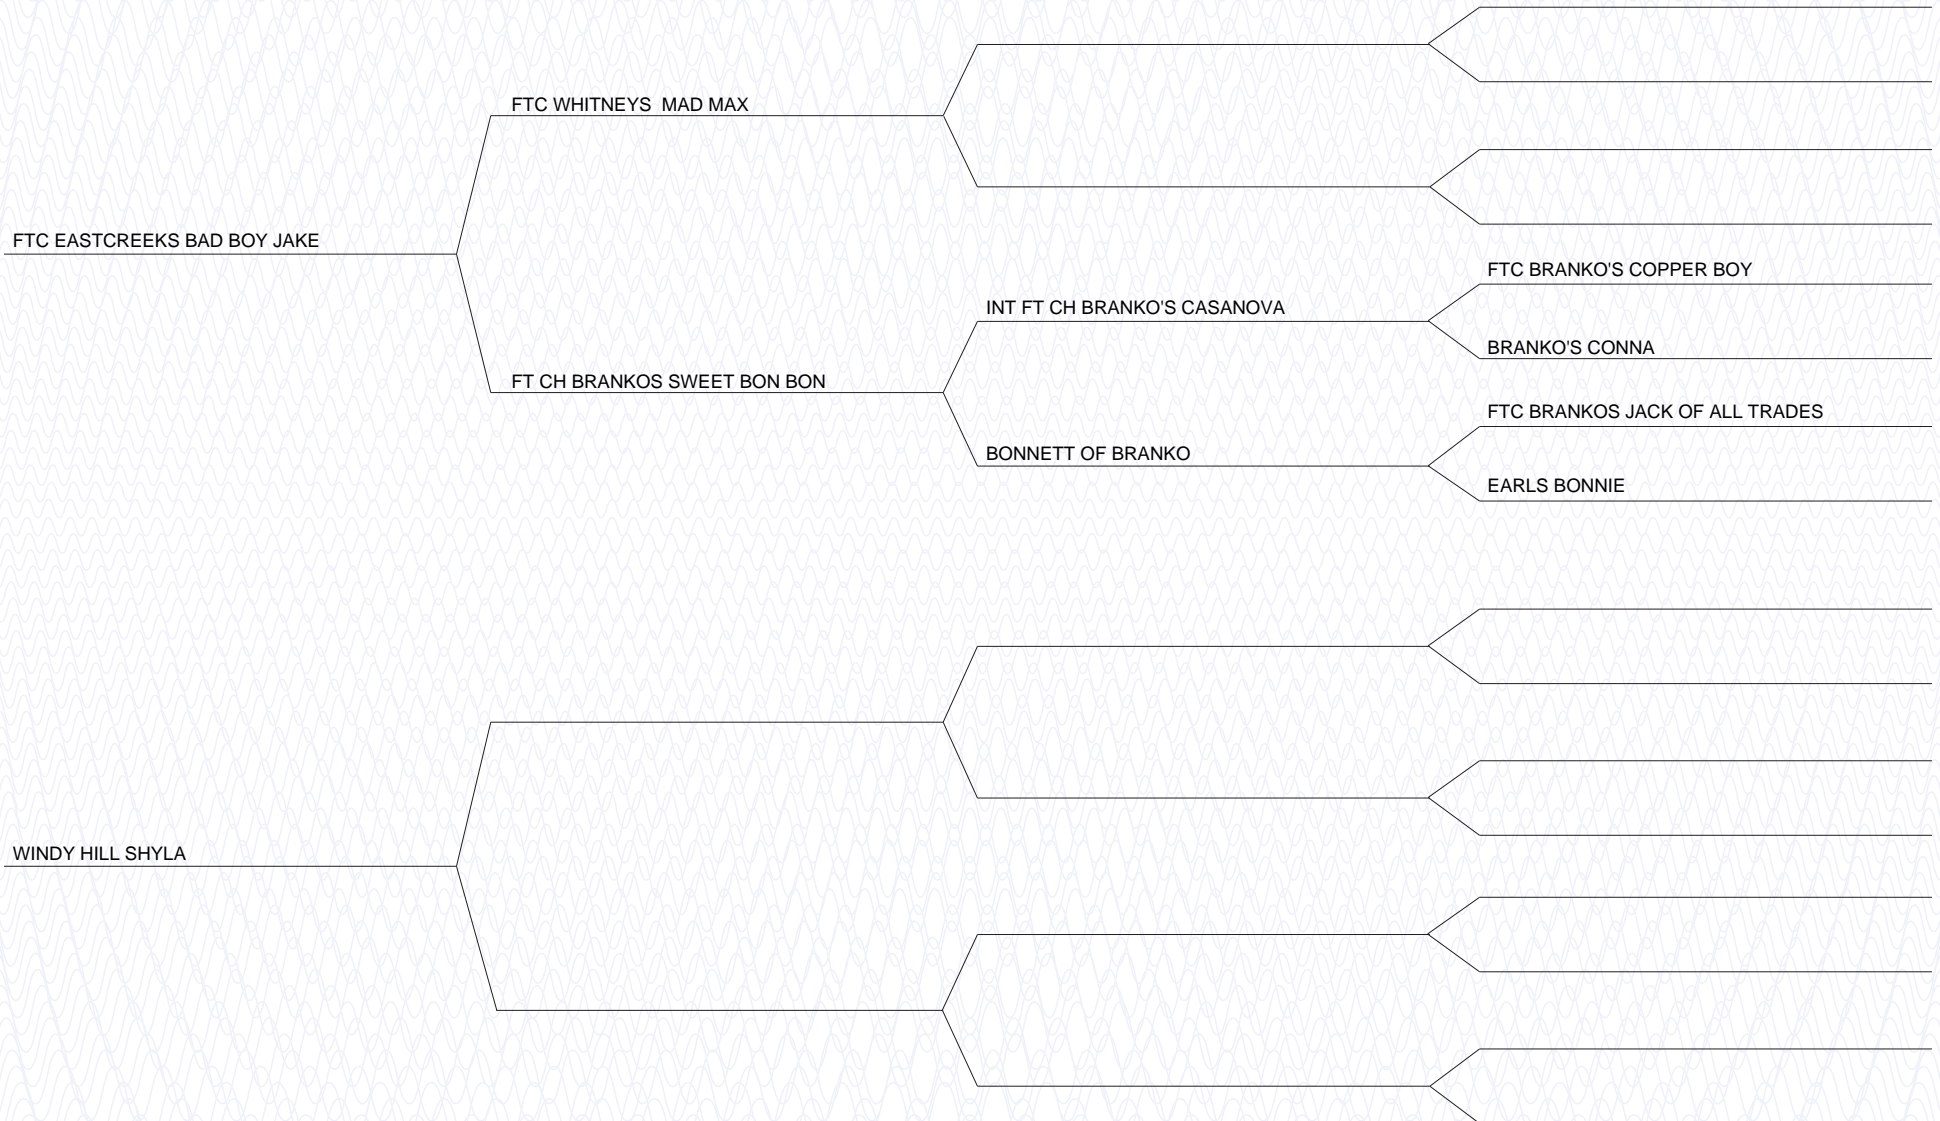 FTC WHITNEYS  MAD MAX
FTC EASTCREEKS BAD BOY JAKE
FTC BRANKO'S COPPER BOY
INT FT CH BRANKO'S CASANOVA
BRANKO'S CONNA
FT CH BRANKOS SWEET BON BON
FTC BRANKOS JACK OF ALL TRADES
BONNETT OF BRANKO
EARLS BONNIE
WINDY HILL SHYLA